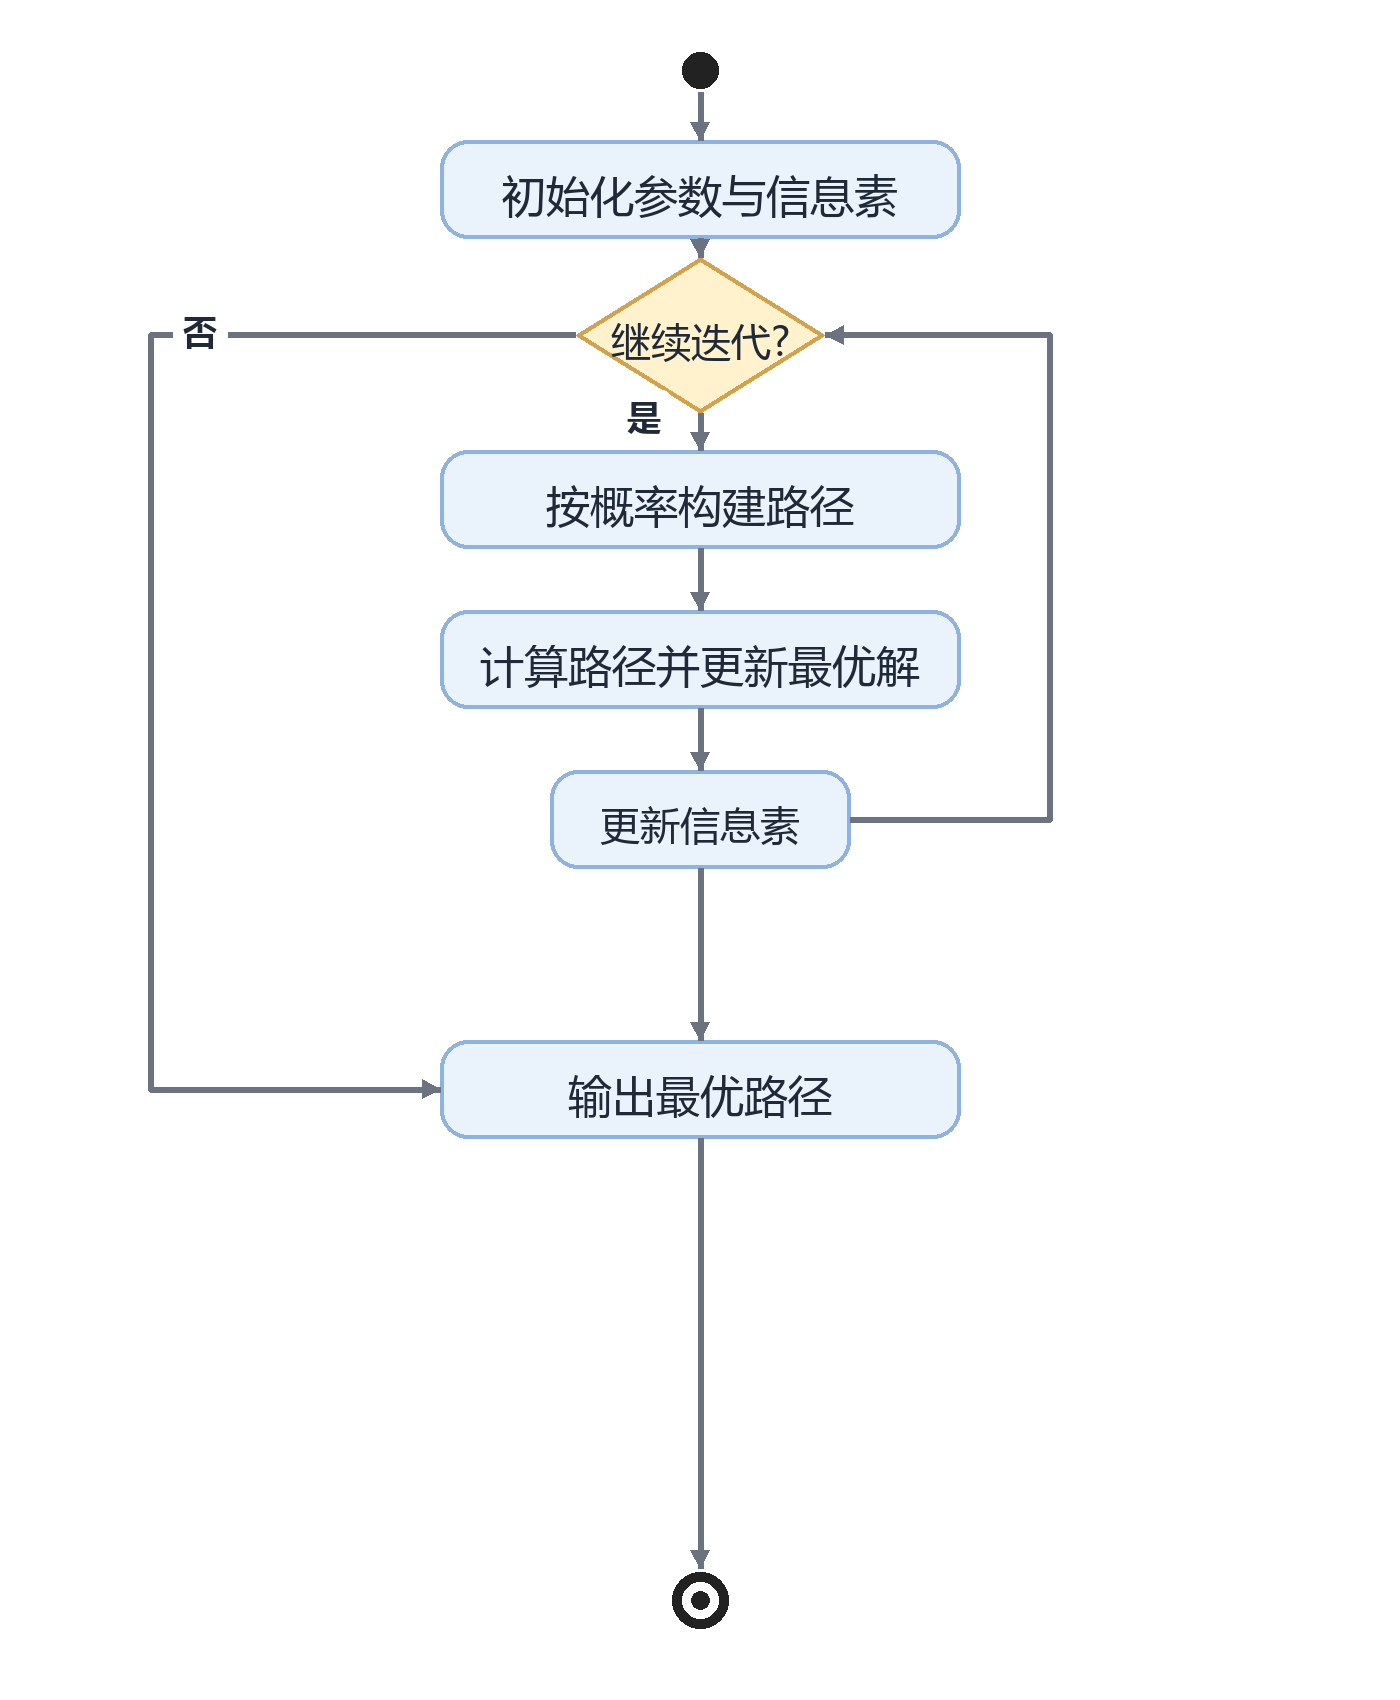 初始化参数与信息素
继续迭代?
否
是
按概率构建路径
计算路径并更新最优解
更新信息素
输出最优路径